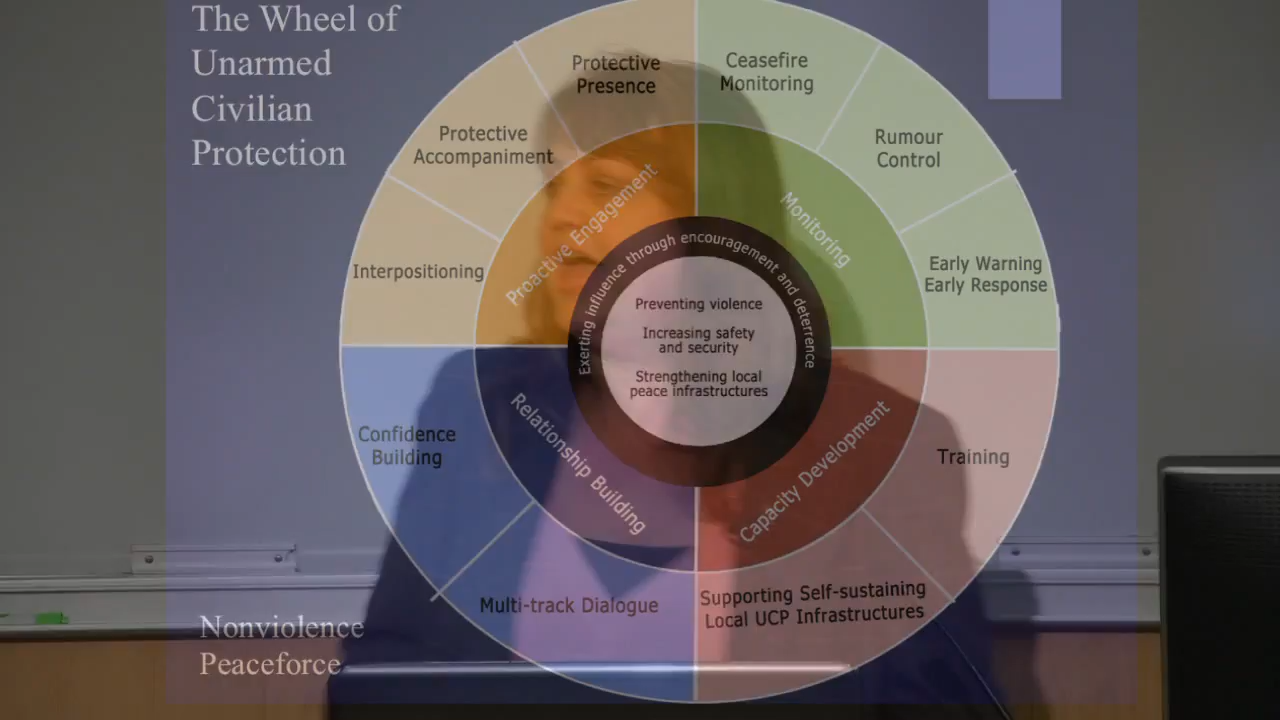 The Wheel of
Unarmed
Civilian
Protection
Protective
Presence
Ceasefire
Monitoring
Protective
Accompaniment
Rumour
Control
Interpositioning
Early Warning
Early Response
Proactive Engagement
Monitoring
Exerting influence through encouragement and deterrence
Preventing violence
Increasing safety
and security
Strengthening local
peace infrastructures
Relationship Building
Capacity Development
Confidence
Building
Training
Multi-track Dialogue
Supporting Self-sustaining
Local UCP Infrastructures
Nonviolence
Peaceforce